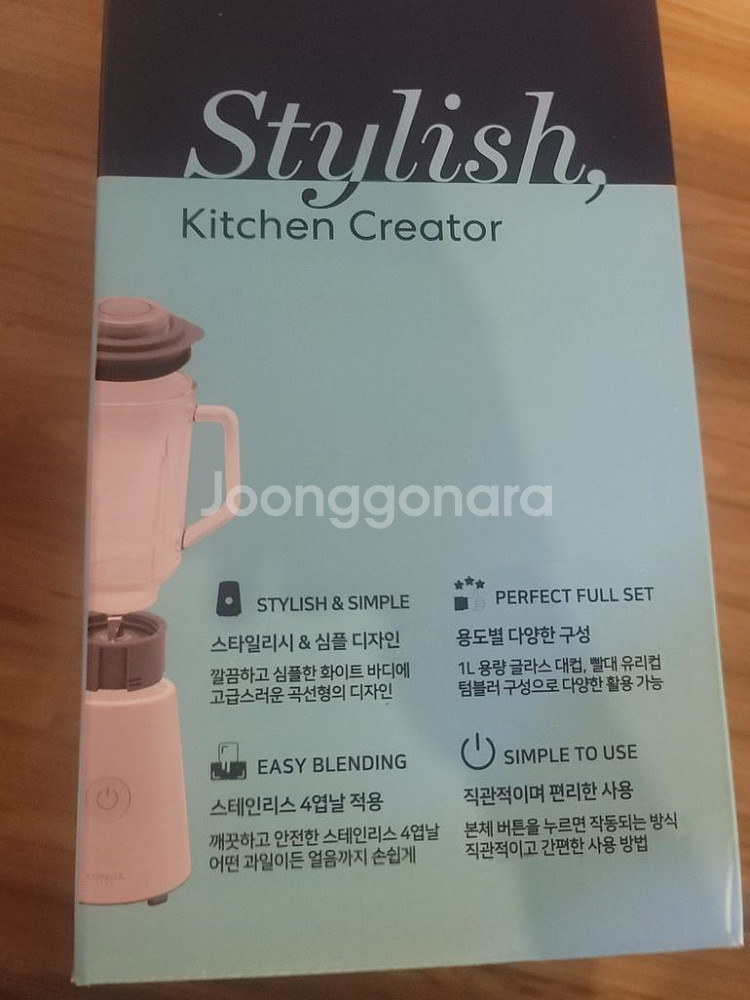 Stylish,
Kitchen Creator
Joonggonara
STYLISH & SIMPLE
스타일리시 & 심플 디자인
깔끔하고 심플한 화이트 바디에
고급스러운 곡선형의 디자인
PERFECT FULL SET
용도별 다양한 구성
1L 용량 글라스 대컵, 빨대 유리컵
텀블러 구성으로 다양한 활용 가능
EASY BLENDING
스테인리스 4엽날 적용
깨끗하고 안전한 스테인리스 4엽날
어떤 과일이든 얼음까지 손쉽게
SIMPLE TO USE
직관적이며 편리한 사용
본체 버튼을 누르면 작동되는 방식
직관적이고 간편한 사용 방법